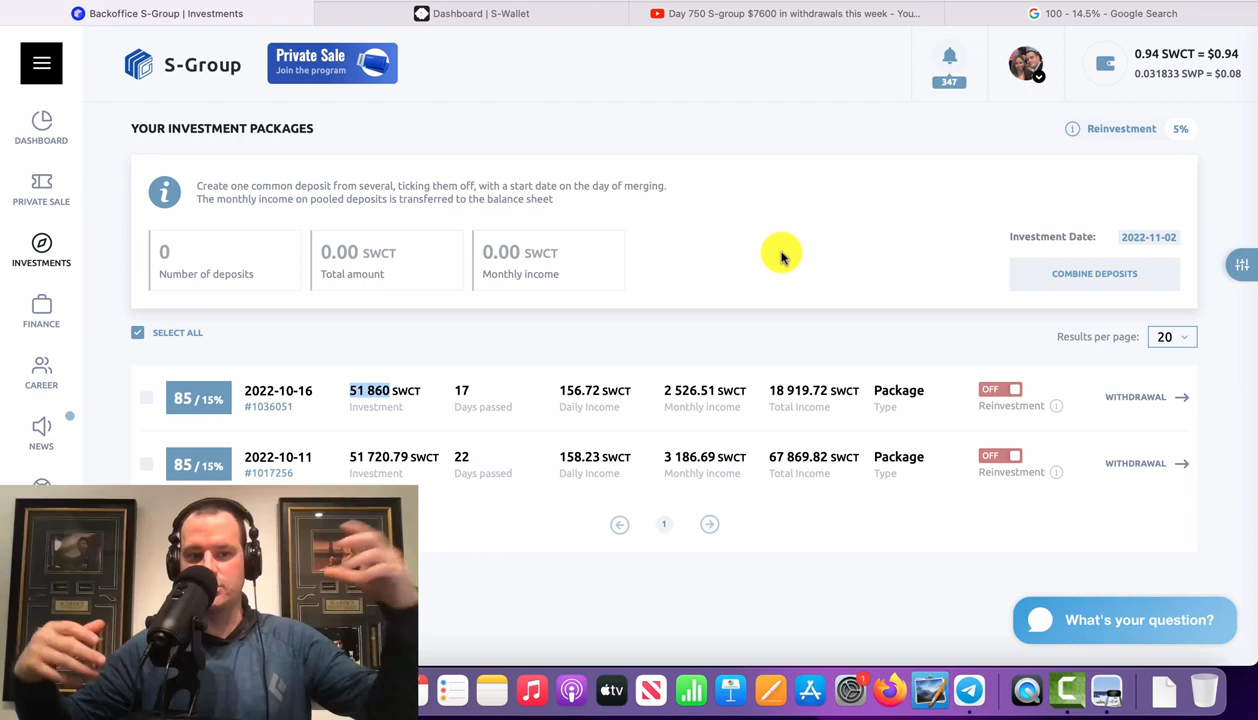 Backoffice S-Group | Investments
Dashboard | S-Wallet
Day 750 S-group $7600 in withdrawals this week - You...
100 - 14.5% - Google Search
S-Group
Private Sale
Join the program
347
0.94 SWCT = $0.94
0.031833 SWP = $0.08
DASHBOARD
PRIVATE SALE
INVESTMENTS
FINANCE
CAREER
NEWS
YOUR INVESTMENT PACKAGES
Reinvestment 5%
Create one common deposit from several, ticking them off, with a start date on the day of merging.
The monthly income on pooled deposits is transferred to the balance sheet
0
Number of deposits
0.00 SWCT
Total amount
0.00 SWCT
Monthly income
Investment Date: 2022-11-02
COMBINE DEPOSITS
SELECT ALL
Results per page: 20
85 / 15% 2022-10-16 51 860 SWCT 17 156.72 SWCT 2 526.51 SWCT 18 919.72 SWCT Package OFF WITHDRAWAL
#1036051 Investment Days passed Daily Income Monthly income Total Income Type Reinvestment
85 / 15% 2022-10-11 51 720.79 SWCT 22 158.23 SWCT 3 186.69 SWCT 67 869.82 SWCT Package OFF WITHDRAWAL
#1017256 Investment Days passed Daily Income Monthly income Total Income Type Reinvestment
1
What's your question?
tv
1